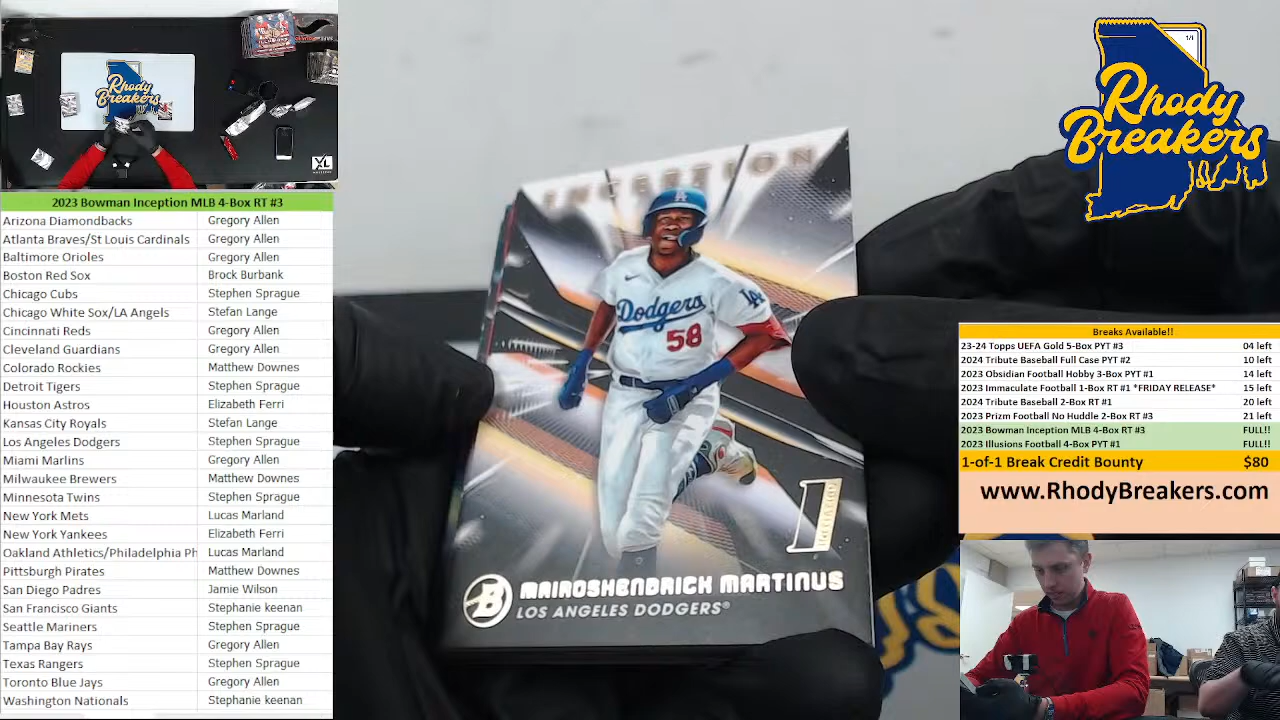 Rhody
Breakers
XL
2023 Bowman Inception MLB 4-Box RT #3
Arizona Diamondbacks Gregory Allen
Atlanta Braves/St Louis Cardinals Gregory Allen
Baltimore Orioles Gregory Allen
Boston Red Sox Brock Burbank
Chicago Cubs Stephen Sprague
Chicago White Sox/LA Angels Stefan Lange
Cincinnati Reds Gregory Allen
Cleveland Guardians Gregory Allen
Colorado Rockies Matthew Downes
Detroit Tigers Stephen Sprague
Houston Astros Elizabeth Ferri
Kansas City Royals Stefan Lange
Los Angeles Dodgers Stephen Sprague
Miami Marlins Gregory Allen
Milwaukee Brewers Matthew Downes
Minnesota Twins Stephen Sprague
New York Mets Lucas Marland
New York Yankees Elizabeth Ferri
Oakland Athletics/Philadelphia Ph Lucas Marland
Pittsburgh Pirates Matthew Downes
San Diego Padres Jamie Wilson
San Francisco Giants Stephanie keenan
Seattle Mariners Stephen Sprague
Tampa Bay Rays Gregory Allen
Texas Rangers Stephen Sprague
Toronto Blue Jays Gregory Allen
Washington Nationals Stephanie keenan
INCEPTION
LA
Dodgers
LA
58
1
B
MAIROSHENDRICK MARTINUS
LOS ANGELES DODGERS®
1/1
Rhody
Breakers
Breaks Available!!
23-24 Topps UEFA Gold 5-Box PYT #3 04 left
2024 Tribute Baseball Full Case PYT #2 10 left
2023 Obsidian Football Hobby 3-Box PYT #1 14 left
2023 Immaculate Football 1-Box RT #1 *FRIDAY RELEASE* 15 left
2024 Tribute Baseball 2-Box RT #1 20 left
2023 Prizm Football No Huddle 2-Box RT #3 21 left
2023 Bowman Inception MLB 4-Box RT #3 FULL!!
2023 Illusions Football 4-Box PYT #1 FULL!!
1-of-1 Break Credit Bounty $80
www.RhodyBreakers.com